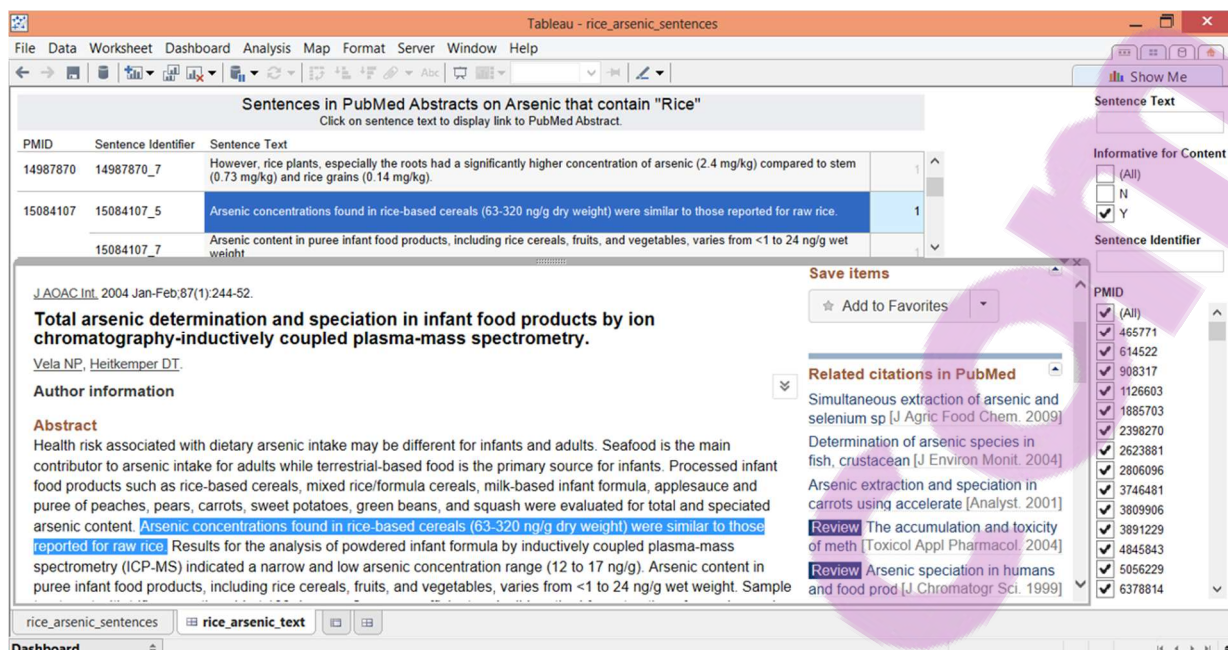 Tableau - rice_arsenic_sentences
File Data Worksheet Dashboard Analysis Map Format Server Window Help
Abc
Show Me
Sentences in PubMed Abstracts on Arsenic that contain "Rice"
Click on sentence text to display link to PubMed Abstract.
PMID Sentence Identifier Sentence Text
14987870 14987870_7 However, rice plants, especially the roots had a significantly higher concentration of arsenic (2.4 mg/kg) compared to stem
(0.73 mg/kg) and rice grains (0.14 mg/kg). 1
15084107 15084107_5 Arsenic concentrations found in rice-based cereals (63-320 ng/g dry weight) were similar to those reported for raw rice. 1
15084107_7 Arsenic content in puree infant food products, including rice cereals, fruits, and vegetables, varies from <1 to 24 ng/g wet
weight 1
J AOAC Int. 2004 Jan-Feb;87(1):244-52.
Total arsenic determination and speciation in infant food products by ion
chromatography-inductively coupled plasma-mass spectrometry.
Vela NP, Heitkemper DT.
Author information
Abstract
Health risk associated with dietary arsenic intake may be different for infants and adults. Seafood is the main
contributor to arsenic intake for adults while terrestrial-based food is the primary source for infants. Processed infant
food products such as rice-based cereals, mixed rice/formula cereals, milk-based infant formula, applesauce and
puree of peaches, pears, carrots, sweet potatoes, green beans, and squash were evaluated for total and speciated
arsenic content. Arsenic concentrations found in rice-based cereals (63-320 ng/g dry weight) were similar to those
reported for raw rice. Results for the analysis of powdered infant formula by inductively coupled plasma-mass
spectrometry (ICP-MS) indicated a narrow and low arsenic concentration range (12 to 17 ng/g). Arsenic content in
puree infant food products, including rice cereals, fruits, and vegetables, varies from <1 to 24 ng/g wet weight. Sample
Save items
Add to Favorites
Related citations in PubMed
Simultaneous extraction of arsenic and
selenium sp [J Agric Food Chem. 2009]
Determination of arsenic species in
fish, crustacean [J Environ Monit. 2004]
Arsenic extraction and speciation in
carrots using accelerate [Analyst. 2001]
Review The accumulation and toxicity
of meth [Toxicol Appl Pharmacol. 2004]
Review Arsenic speciation in humans
and food prod [J Chromatogr Sci. 1999]
Sentence Text
Informative for Content
(All)
N
Y
Sentence Identifier
PMID
(All)
465771
614522
908317
1126603
1885703
2398270
2623881
2806096
3746481
3809906
3891229
4845843
5056229
6378814
rice_arsenic_sentences rice_arsenic_text
Dashboard
com